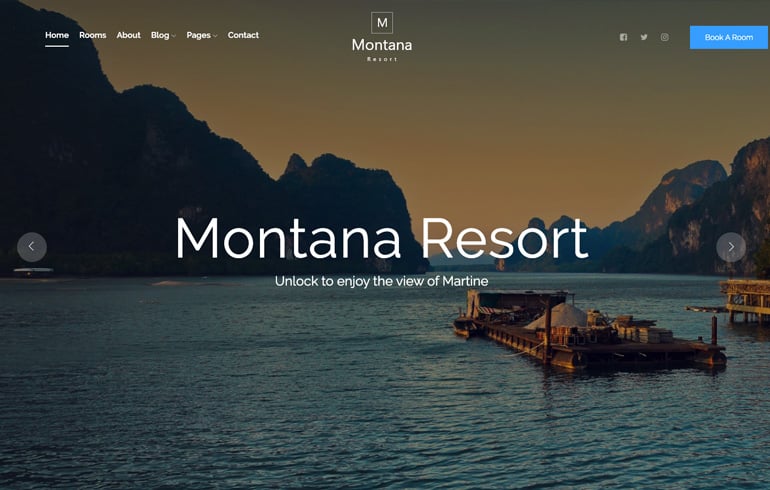 Home Rooms About Blog Pages Contact
M
Montana
Resort
Book A Room
Montana Resort
Unlock to enjoy the view of Martine